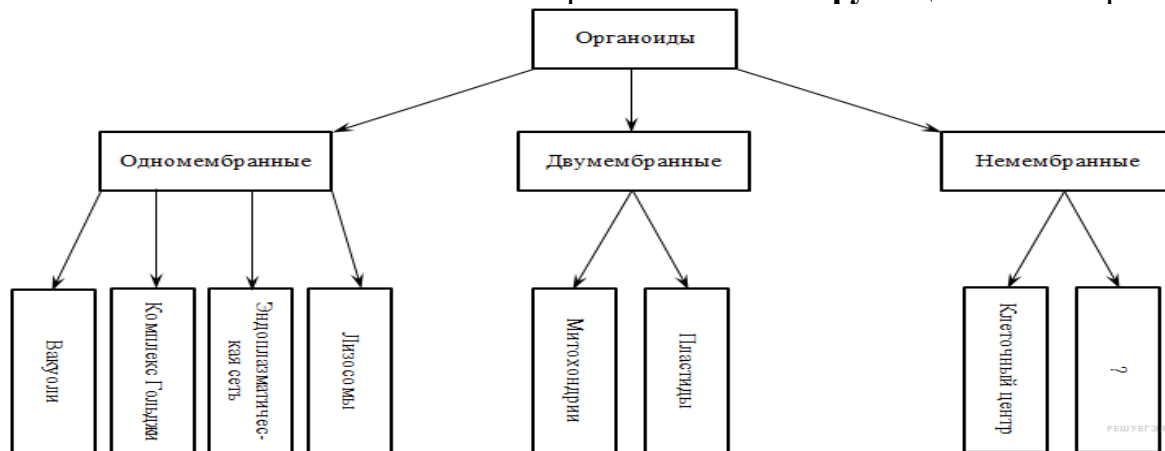 Органоиды
Одномембранные
Двумембранные
Немембранные
Вакуоли
Комплекс Гольджи
Эндоплазматичес-
кая сеть
Лизосомы
Митохондрии
Пластиды
Клеточный центр
?